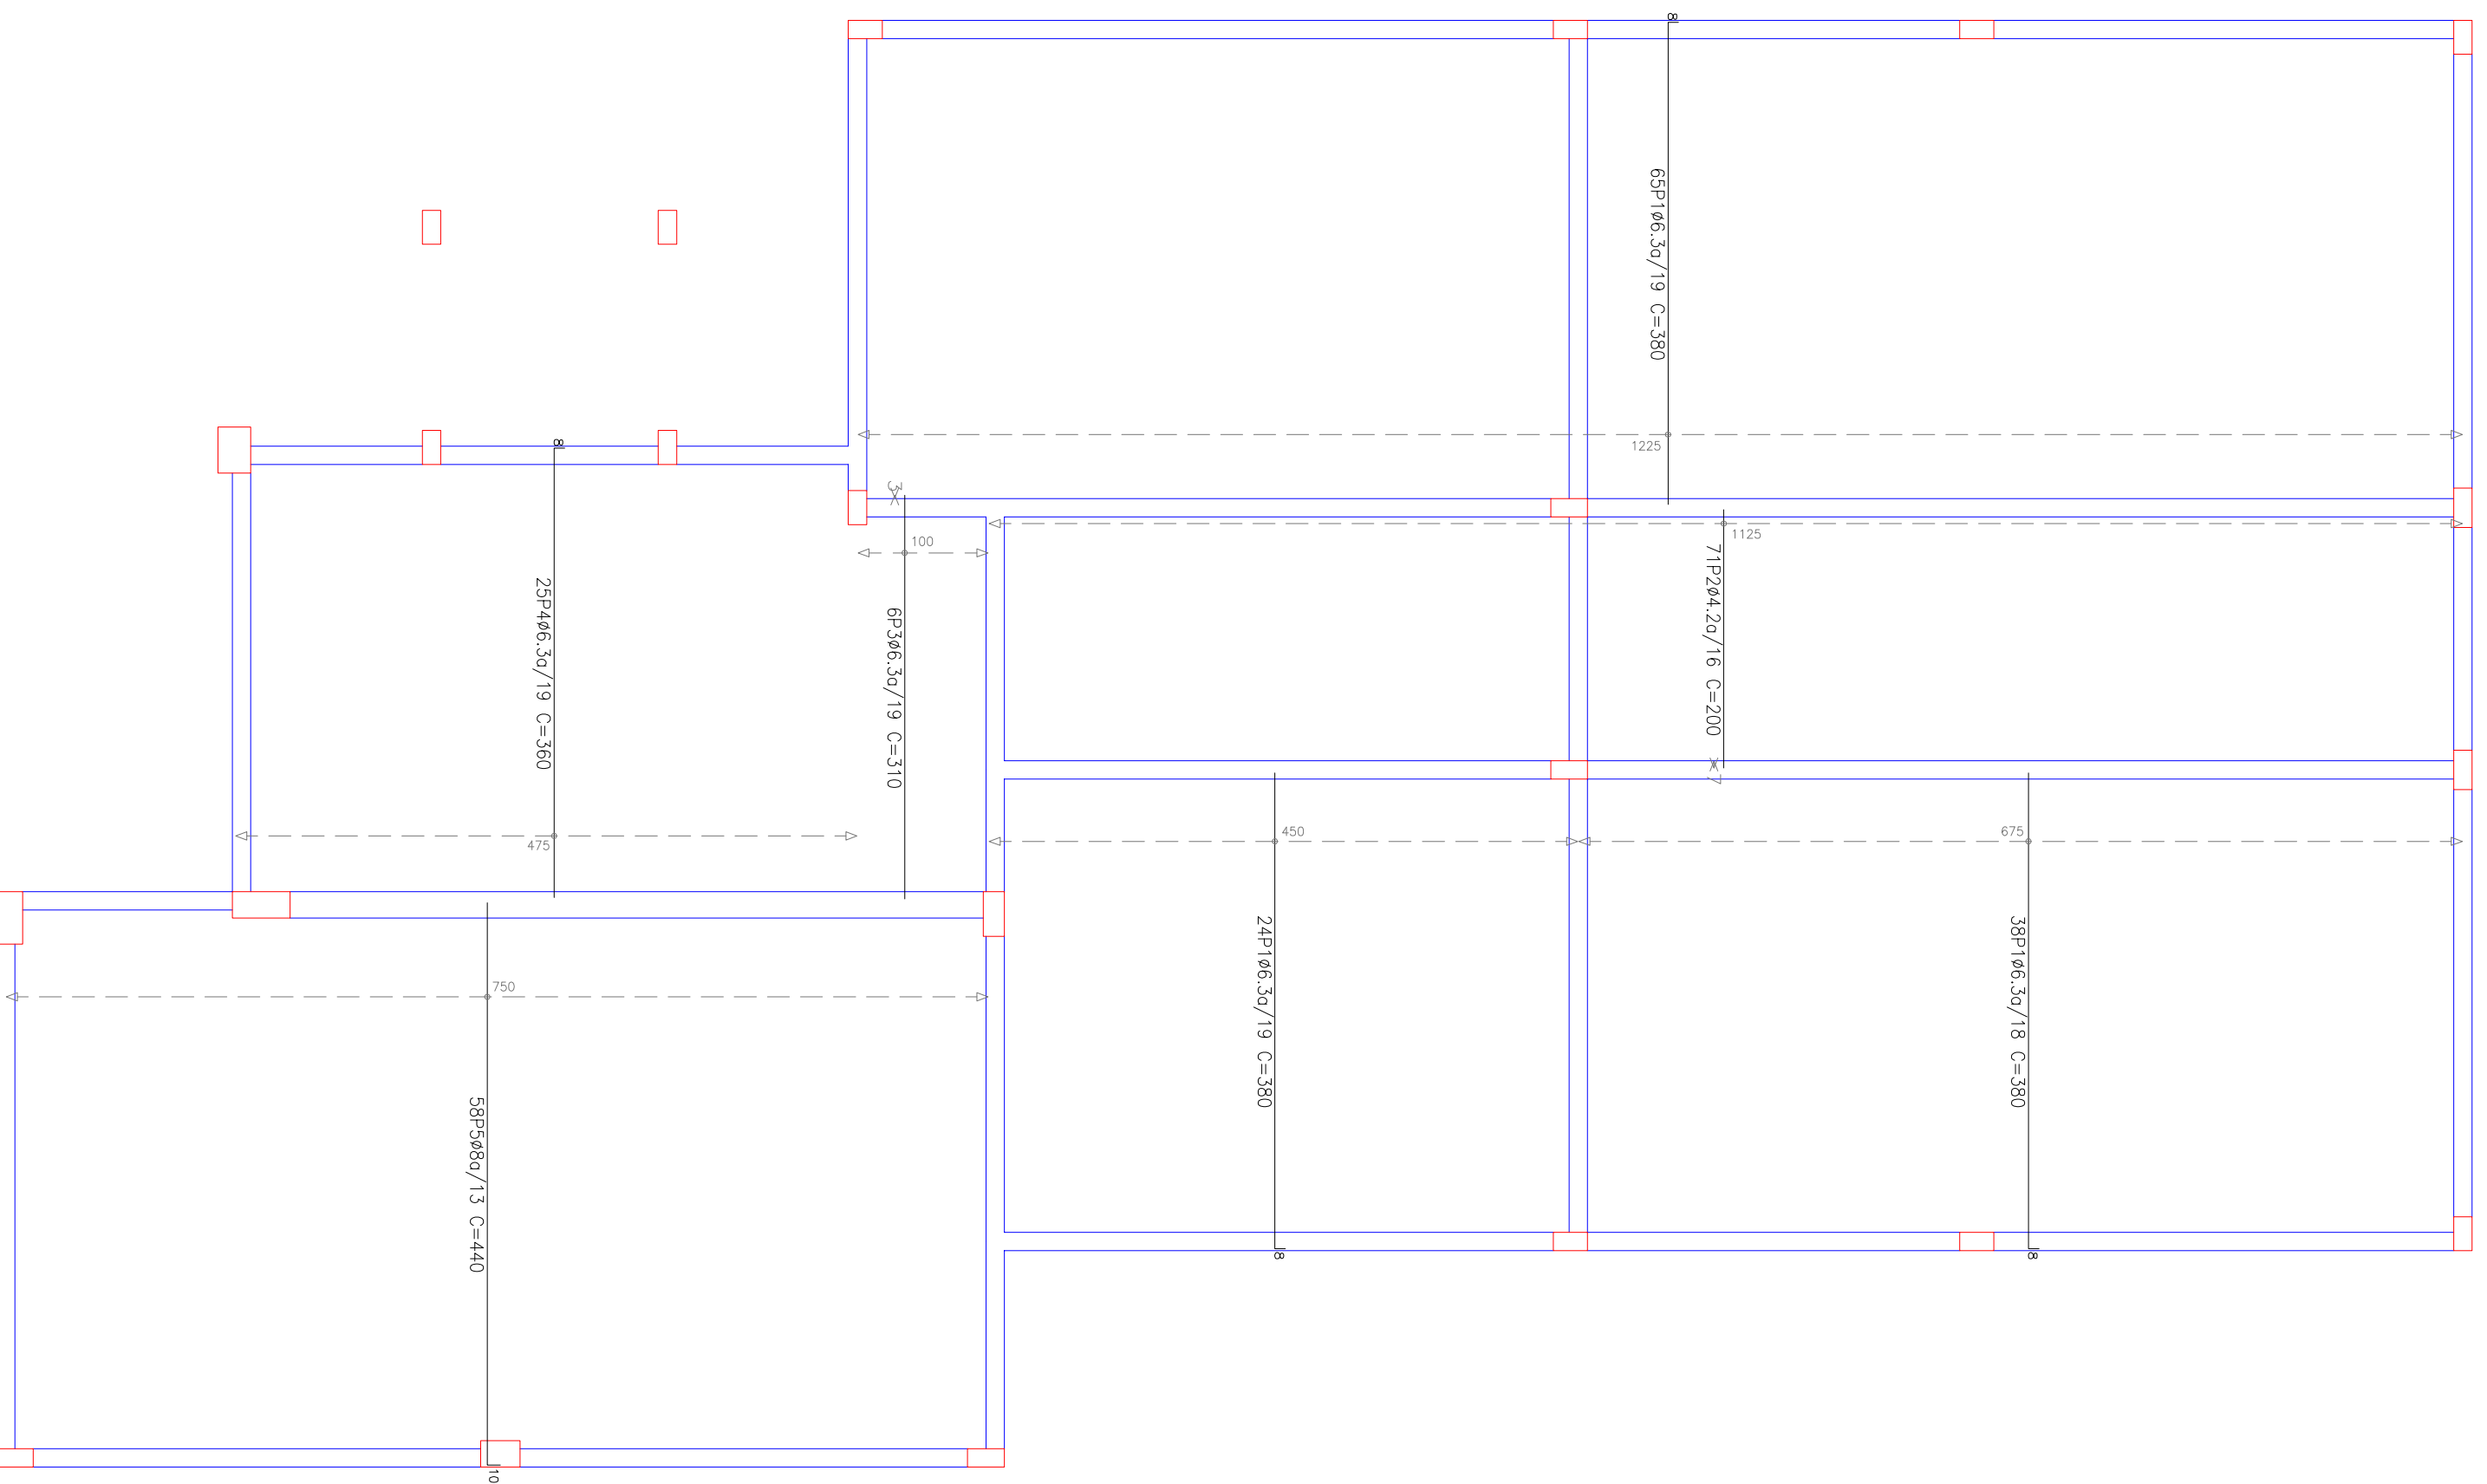 8
65P1ø6.3a/19 C=380
1225
8
3X
100
1125
71P2ø4.2a/16 C=200
25P4ø6.3a/19 C=360
6P3ø6.3a/19 C=310
X7
475
450
675
750
24P1ø6.3a/19 C=380
38P1ø6.3a/18 C=380
58P5ø8a/13 C=440
8
8
10